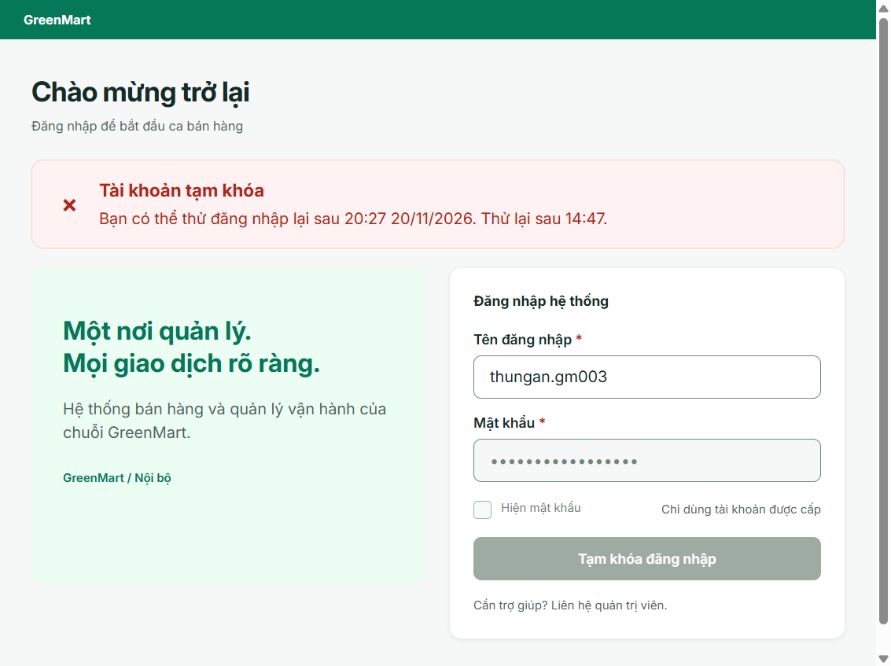 GreenMart
Chào mừng trở lại
Đăng nhập để bắt đầu ca bán hàng
Tài khoản tạm khóa
Bạn có thể thử đăng nhập lại sau 20:27 20/11/2026. Thử lại sau 14:47.
Một nơi quản lý.
Mọi giao dịch rõ ràng.
Hệ thống bán hàng và quản lý vận hành của
chuỗi GreenMart.
GreenMart / Nội bộ
Đăng nhập hệ thống
Tên đăng nhập *
thungan.gm003
Mật khẩu *
•••••••••••••••••
Hiện mật khẩu
Chỉ dùng tài khoản được cấp
Tạm khóa đăng nhập
Cần trợ giúp? Liên hệ quản trị viên.